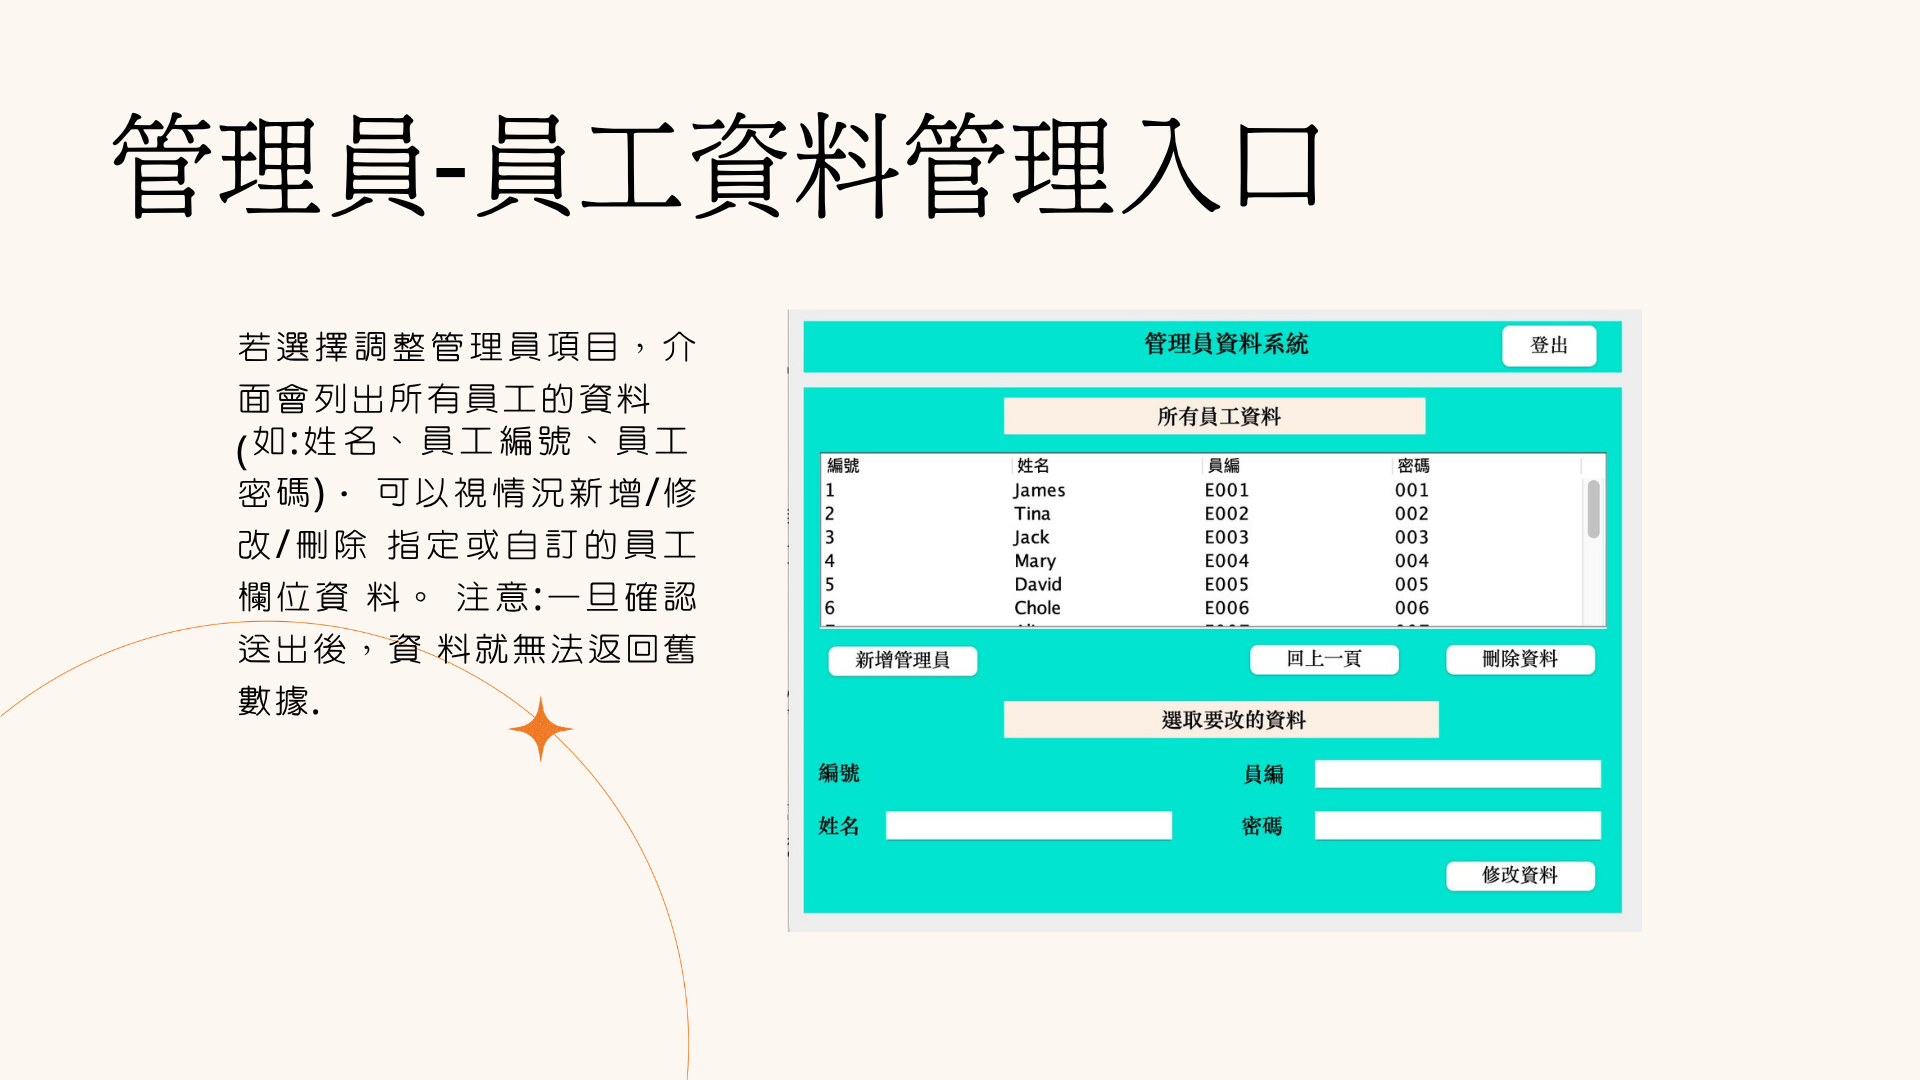 管理員-員工資料管理入口
若選擇調整管理員項目，介
面會列出所有員工的資料
(如:姓名、員工編號、員工
密碼)． 可以視情況新增/修
改/刪除 指定或自訂的員工
欄位資 料。 注意:一旦確認
送出後，資 料就無法返回舊
數據.
管理員資料系統 登出
所有員工資料
編號 姓名 員編 密碼
1 James E001 001
2 Tina E002 002
3 Jack E003 003
4 Mary E004 004
5 David E005 005
6 Chole E006 006
新增管理員 回上一頁 刪除資料
選取要改的資料
編號 員編
姓名 密碼
修改資料